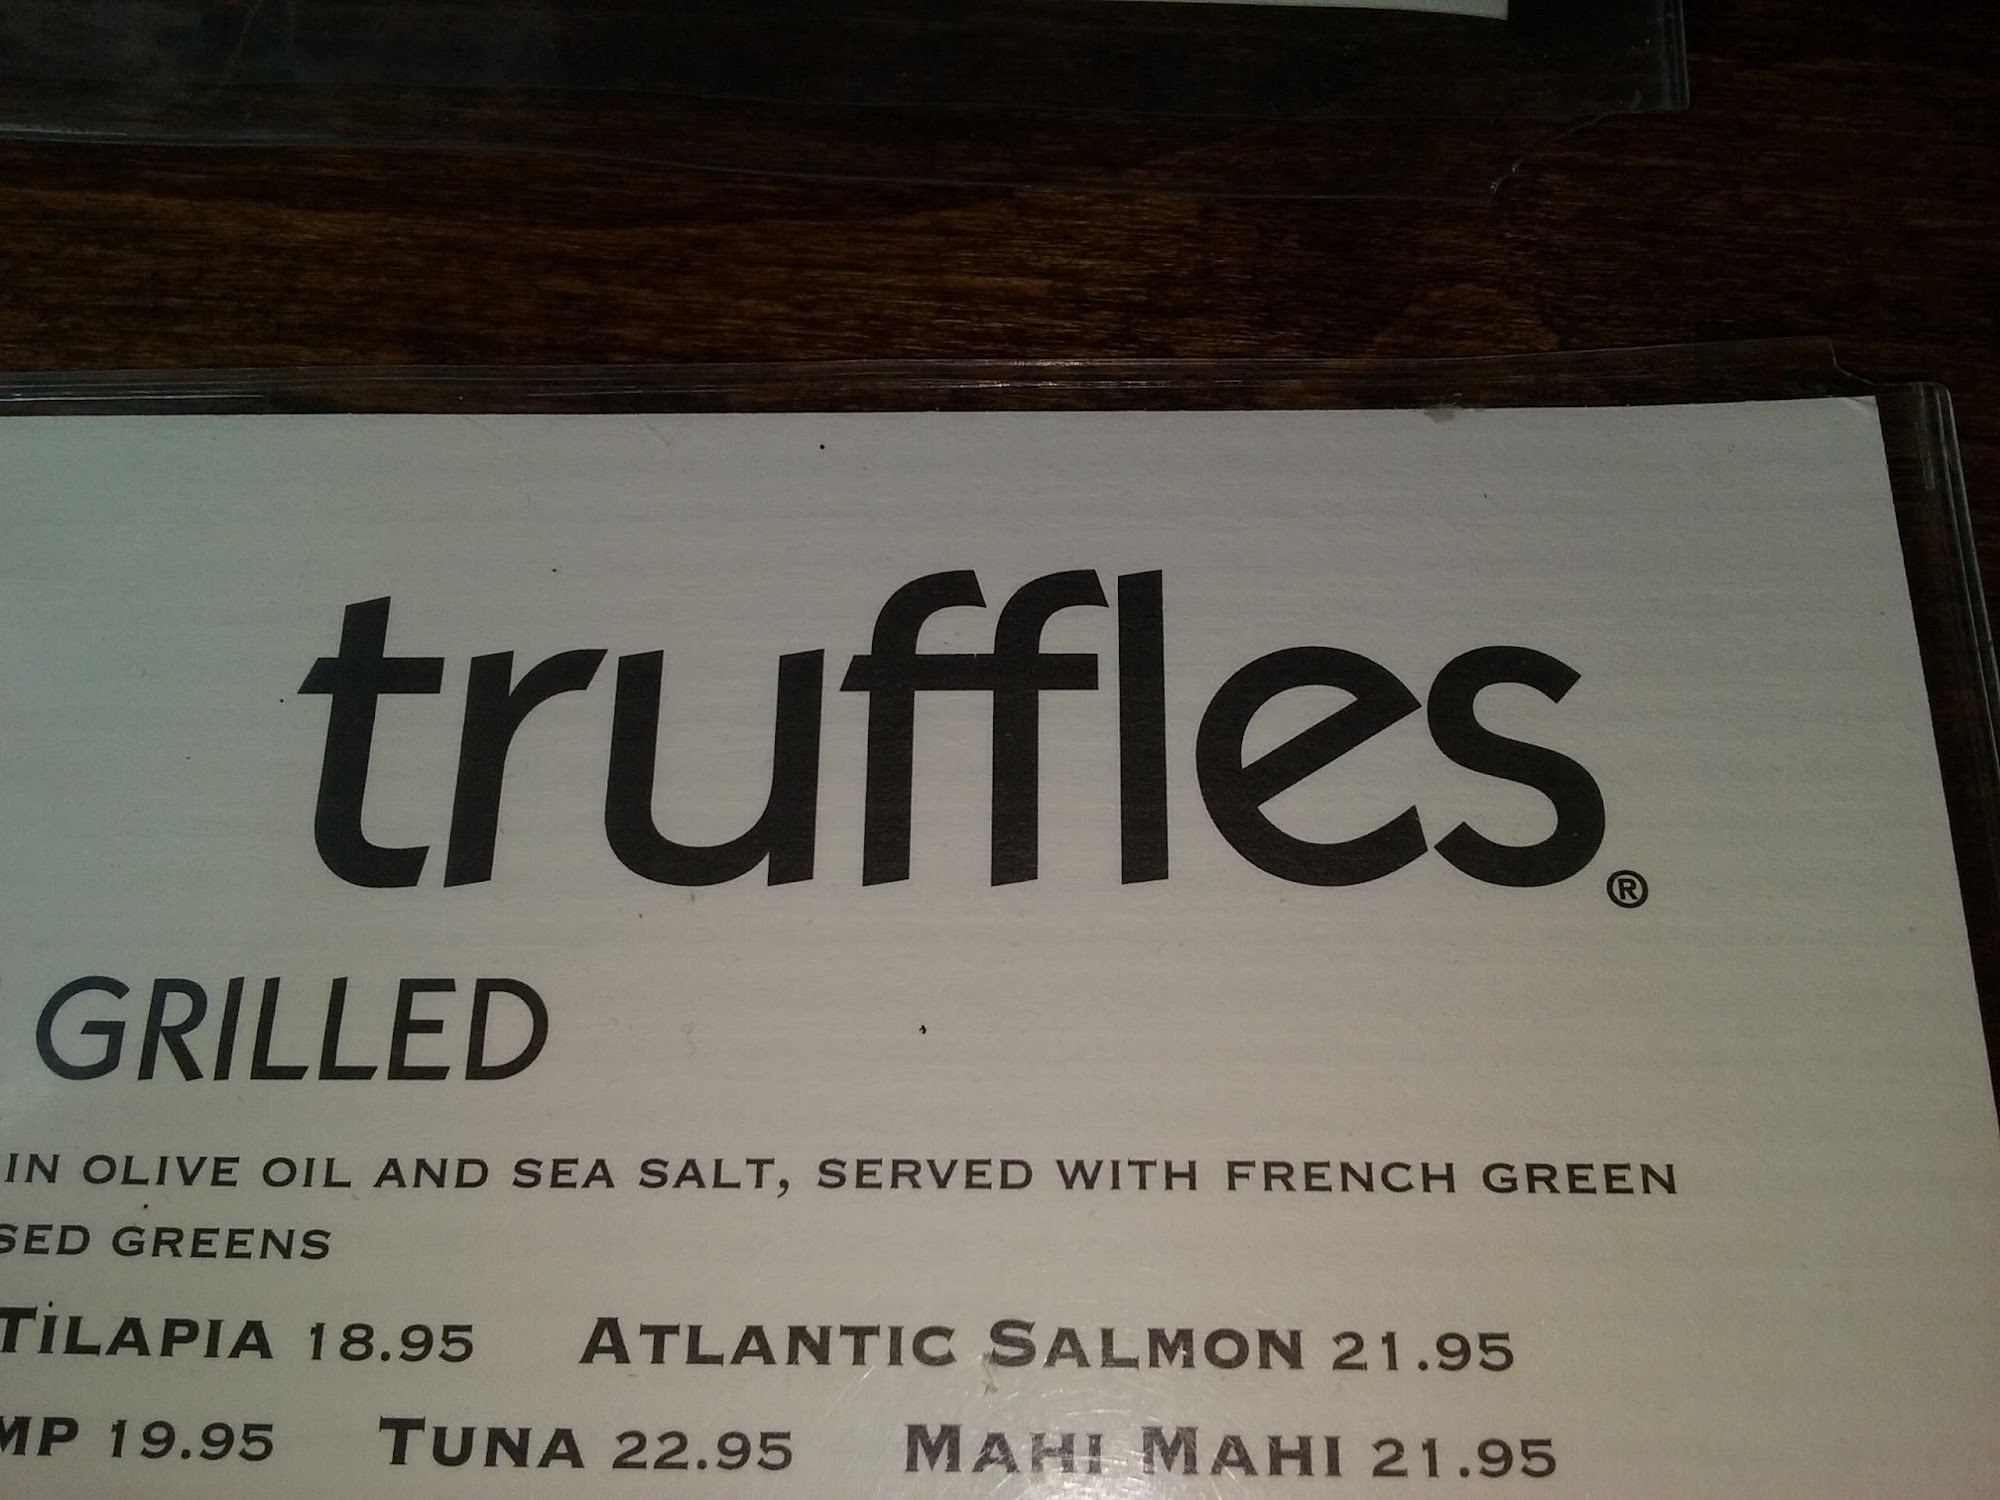 truffles®
GRILLED
IN OLIVE OIL AND SEA SALT, SERVED WITH FRENCH GREEN
SED GREENS
TILAPIA 18.95 ATLANTIC SALMON 21.95
MP 19.95 TUNA 22.95 MAHI MAHI 21.95